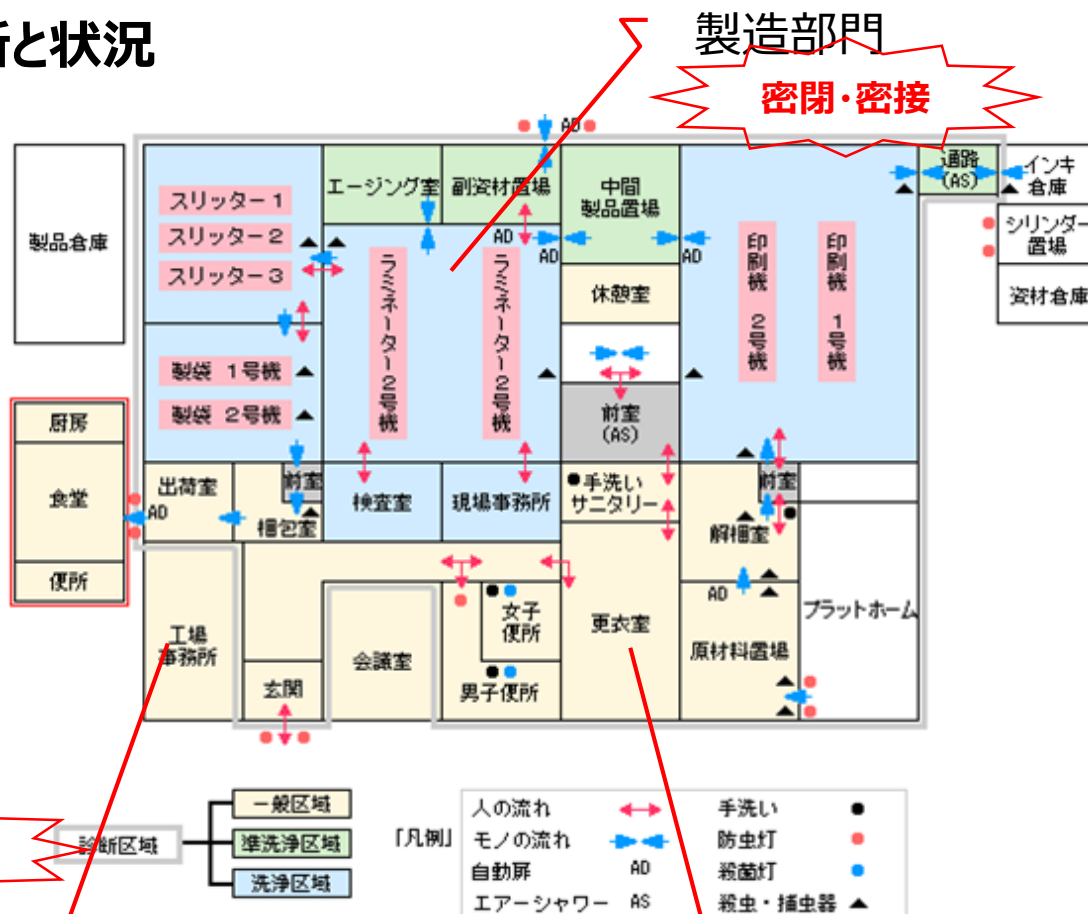 所と状況
製造部門
密閉・密接
AD
製品倉庫
スリッター1
スリッター2
スリッター3
エージング室
副資材置場
中間
製品置場
通路
(AS)
インキ
倉庫
シリンダー
置場
資材倉庫
AD
AD
AD
ラミネーター2号機
ラミネーター2号機
休憩室
印刷機 2号機
印刷機 1号機
製袋 1号機
製袋 2号機
前室
(AS)
厨房
食堂
便所
出荷室
AD
前室
梱包室
検査室
現場事務所
手洗い
サニタリー
前室
解梱室
AD
プラットホーム
工場
事務所
玄関
会議室
女子
便所
男子便所
更衣室
原材料置場
診断区域
一般区域
準洗浄区域
洗浄区域
「凡例」
人の流れ
モノの流れ
自動扉 AD
エアーシャワー AS
手洗い
防虫灯
殺菌灯
殺虫・捕虫器